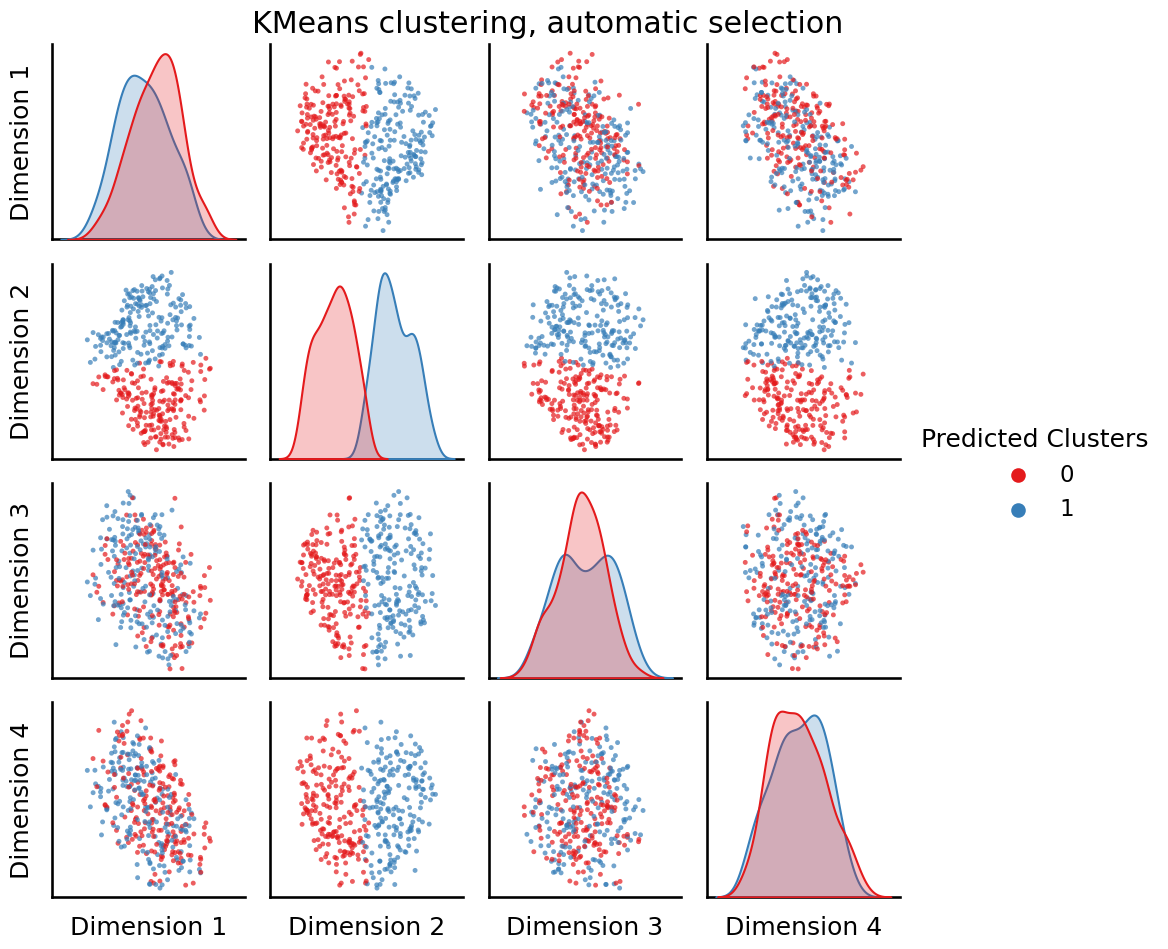 KMeans clustering, automatic selection
Dimension 1
Dimension 2
Dimension 3
Dimension 4
Predicted Clusters
0
1
Dimension 1
Dimension 2
Dimension 3
Dimension 4